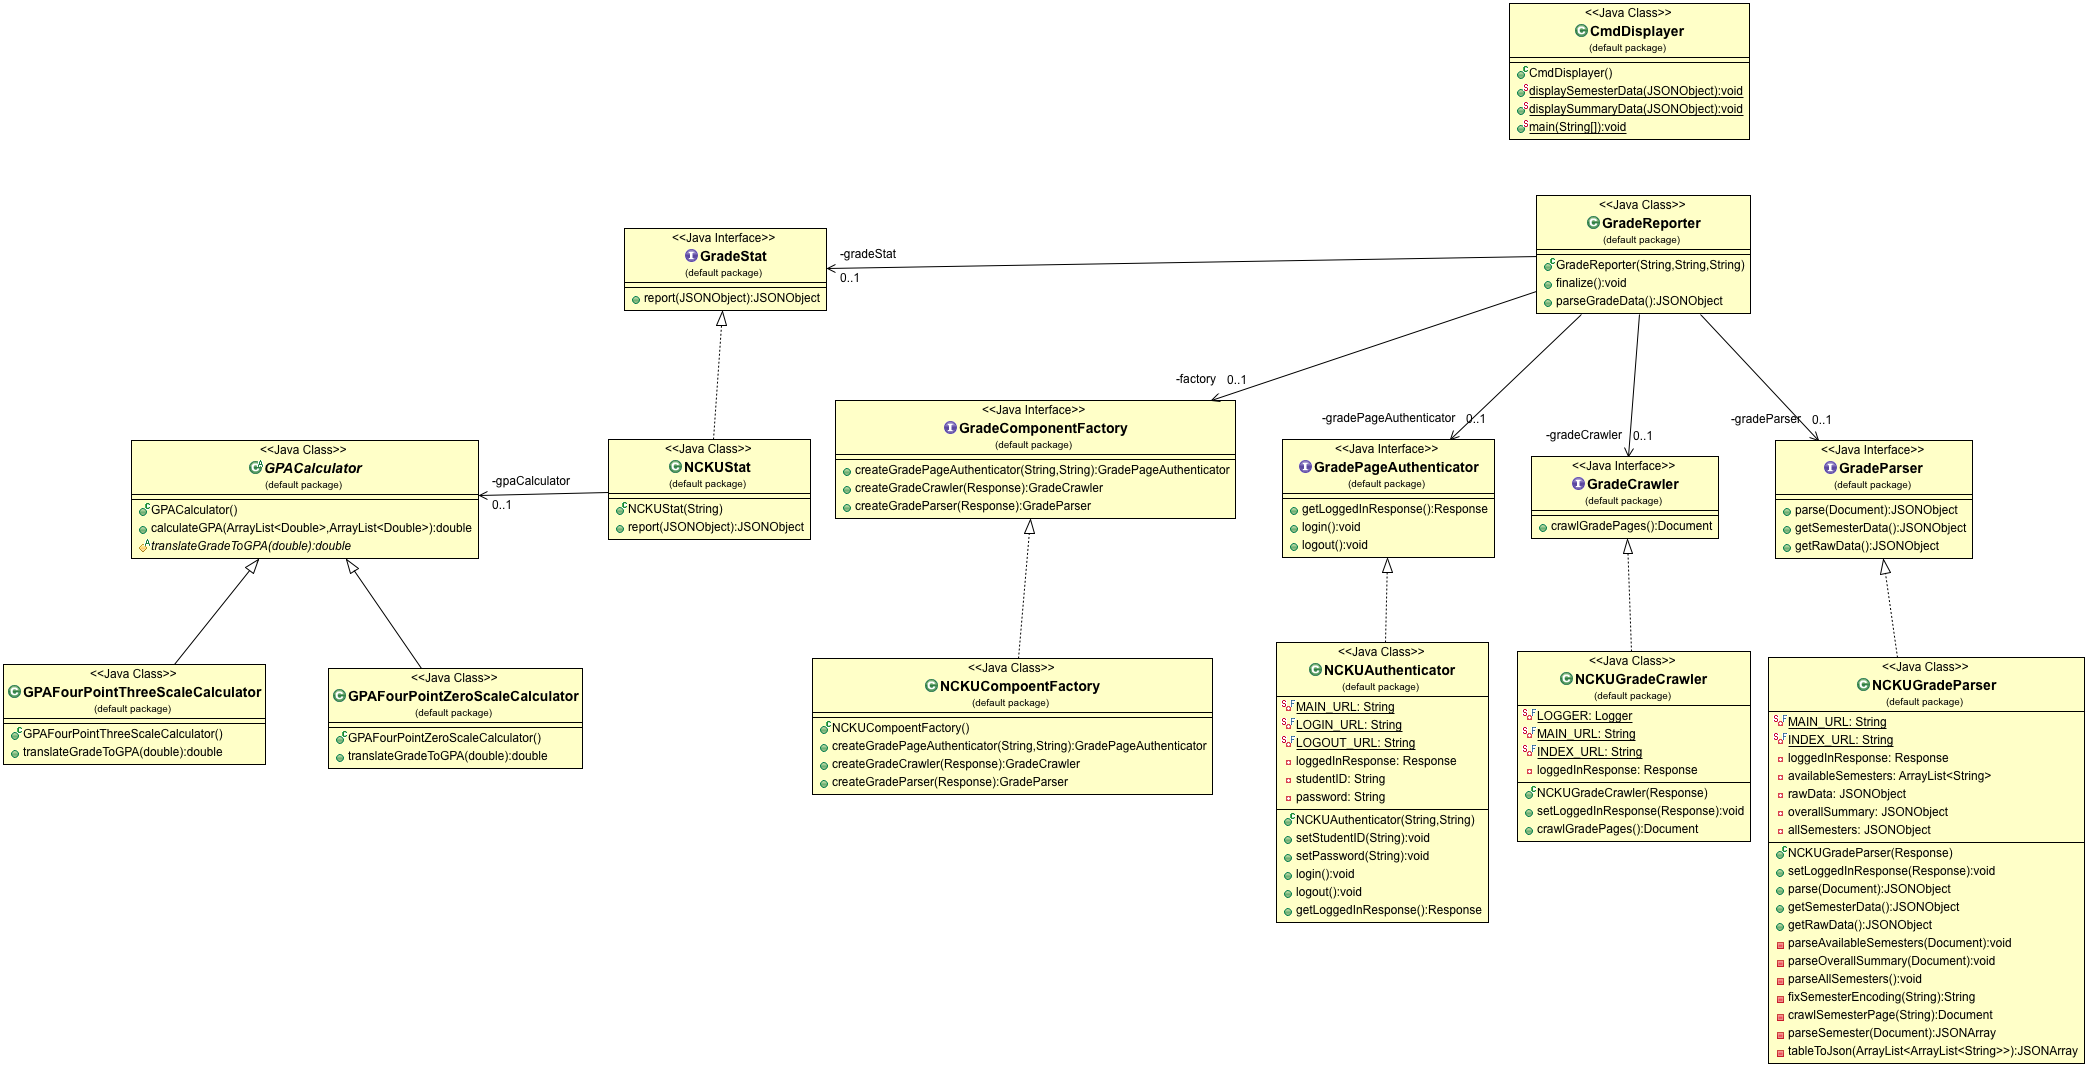 <<Java Class>>
CmdDisplayer
(default package)
CmdDisplayer()
displaySemesterData(JSONObject):void
displaySummaryData(JSONObject):void
main(String[]):void
<<Java Class>>
GradeReporter
(default package)
GradeReporter(String,String,String)
finalize():void
parseGradeData():JSONObject
<<Java Interface>>
GradeStat
(default package)
report(JSONObject):JSONObject
-gradeStat
0..1
-factory
0..1
-gradePageAuthenticator
0..1
-gradeCrawler
0..1
-gradeParser
0..1
<<Java Class>>
GPACalculator
(default package)
GPACalculator()
calculateGPA(ArrayList<Double>,ArrayList<Double>):double
translateGradeToGPA(double):double
-gpaCalculator
0..1
<<Java Class>>
NCKUStat
(default package)
NCKUStat(String)
report(JSONObject):JSONObject
<<Java Interface>>
GradeComponentFactory
(default package)
createGradePageAuthenticator(String,String):GradePageAuthenticator
createGradeCrawler(Response):GradeCrawler
createGradeParser(Response):GradeParser
<<Java Interface>>
GradePageAuthenticator
(default package)
getLoggedInResponse():Response
login():void
logout():void
<<Java Interface>>
GradeCrawler
(default package)
crawlGradePages():Document
<<Java Interface>>
GradeParser
(default package)
parse(Document):JSONObject
getSemesterData():JSONObject
getRawData():JSONObject
<<Java Class>>
GPAFourPointThreeScaleCalculator
(default package)
GPAFourPointThreeScaleCalculator()
translateGradeToGPA(double):double
<<Java Class>>
GPAFourPointZeroScaleCalculator
(default package)
GPAFourPointZeroScaleCalculator()
translateGradeToGPA(double):double
<<Java Class>>
NCKUCompoentFactory
(default package)
NCKUCompoentFactory()
createGradePageAuthenticator(String,String):GradePageAuthenticator
createGradeCrawler(Response):GradeCrawler
createGradeParser(Response):GradeParser
<<Java Class>>
NCKUAuthenticator
(default package)
MAIN_URL: String
LOGIN_URL: String
LOGOUT_URL: String
loggedInResponse: Response
studentID: String
password: String
NCKUAuthenticator(String,String)
setStudentID(String):void
setPassword(String):void
login():void
logout():void
getLoggedInResponse():Response
<<Java Class>>
NCKUGradeCrawler
(default package)
LOGGER: Logger
MAIN_URL: String
INDEX_URL: String
loggedInResponse: Response
NCKUGradeCrawler(Response)
setLoggedInResponse(Response):void
crawlGradePages():Document
<<Java Class>>
NCKUGradeParser
(default package)
MAIN_URL: String
INDEX_URL: String
loggedInResponse: Response
availableSemesters: ArrayList<String>
rawData: JSONObject
overallSummary: JSONObject
allSemesters: JSONObject
NCKUGradeParser(Response)
setLoggedInResponse(Response):void
parse(Document):JSONObject
getSemesterData():JSONObject
getRawData():JSONObject
parseAvailableSemesters(Document):void
parseOverallSummary(Document):void
parseAllSemesters():void
fixSemesterEncoding(String):String
crawlSemesterPage(String):Document
parseSemester(Document):JSONArray
tableToJson(ArrayList<ArrayList<String>>):JSONArray